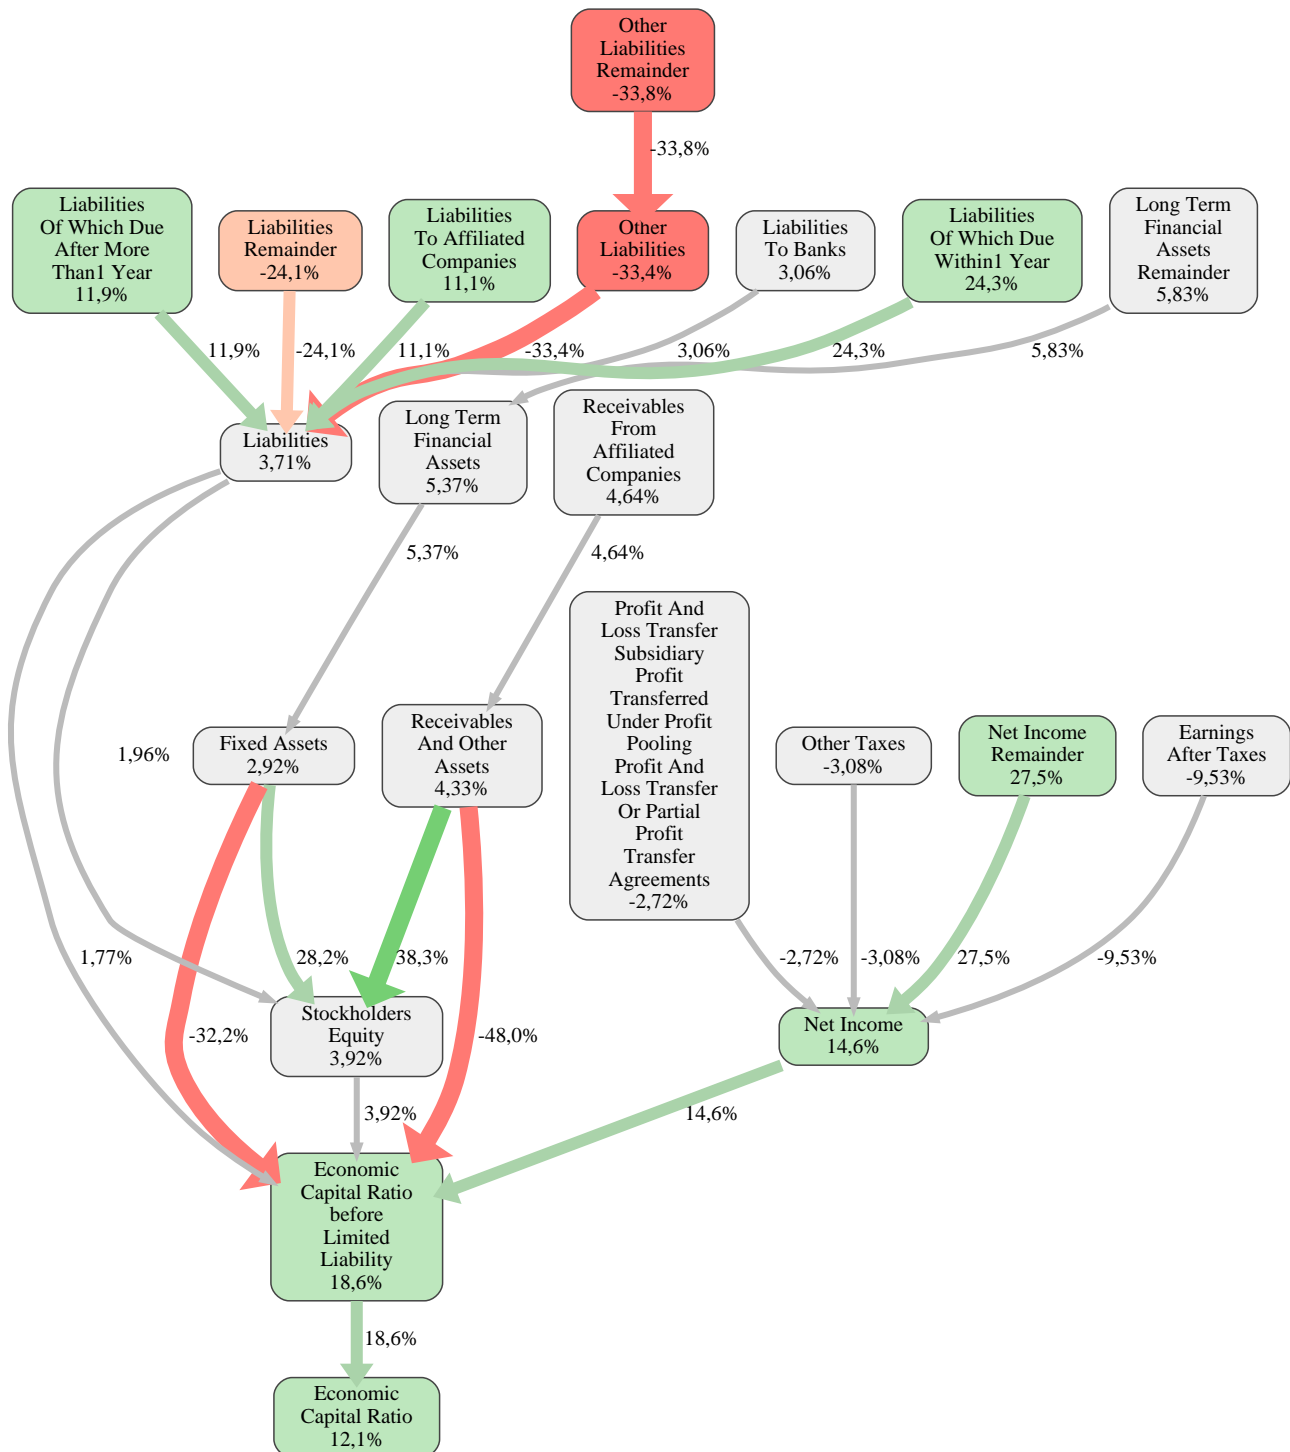 Other
Liabilities
Remainder
-33,8%
-33,8%
Liabilities
Of Which Due
After More
Than1 Year
11,9%
Liabilities
Remainder
-24,1%
Liabilities
To Affiliated
Companies
11,1%
Other
Liabilities
-33,4%
Liabilities
To Banks
3,06%
Liabilities
Of Which Due
Within1 Year
24,3%
Long Term
Financial
Assets
Remainder
5,83%
11,9%
-24,1%
11,1%
-33,4%
3,06%
24,3%
5,83%
Liabilities
3,71%
Long Term
Financial
Assets
5,37%
Receivables
From
Affiliated
Companies
4,64%
5,37%
4,64%
Profit And
Loss Transfer
Subsidiary
Profit
Transferred
Under Profit
Pooling
Profit And
Loss Transfer
Or Partial
Profit
Transfer
Agreements
-2,72%
1,96%
Fixed Assets
2,92%
Receivables
And Other
Assets
4,33%
Other Taxes
-3,08%
Net Income
Remainder
27,5%
Earnings
After Taxes
-9,53%
1,77%
28,2%
38,3%
-2,72%
-3,08%
27,5%
-9,53%
Stockholders
Equity
3,92%
-32,2%
-48,0%
Net Income
14,6%
3,92%
14,6%
Economic
Capital Ratio
before
Limited
Liability
18,6%
18,6%
Economic
Capital Ratio
12,1%